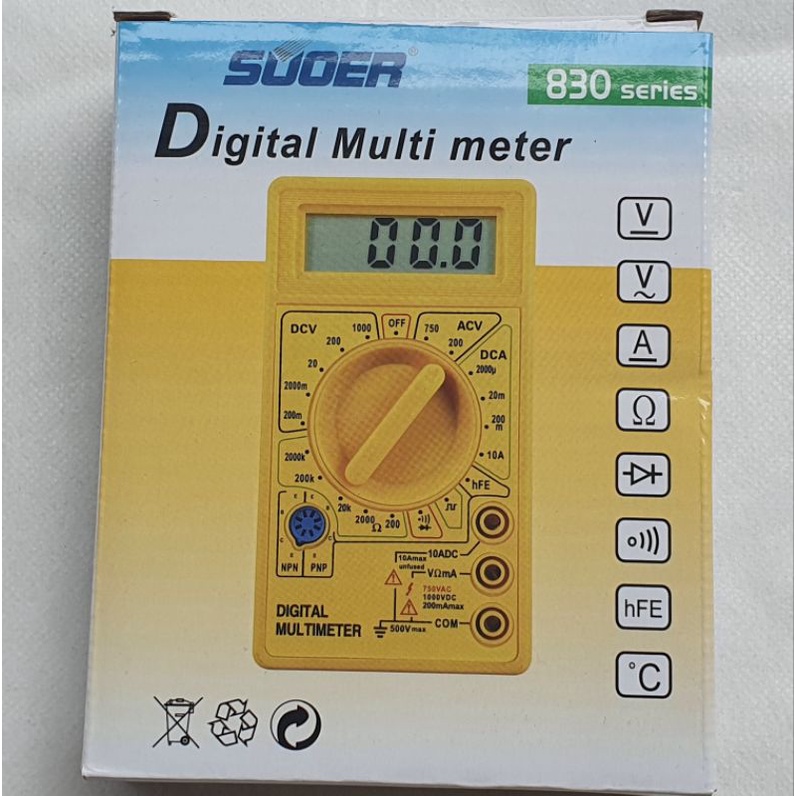 SUOER®
830 series
Digital Multi meter
00.0
DCV
1000
OFF
750
ACV
200
200
DCA
20
2000µ
2000m
20m
200m
200
m
2000k
10A
200k
hFE
20k
2000
Ω
200
NPN
PNP
10Amax
unfused
10ADC
VΩmA
750VAC
1000VDC
200mAmax
DIGITAL
MULTIMETER
500Vmax
COM
V
V
~
A
Ω
hFE
°C